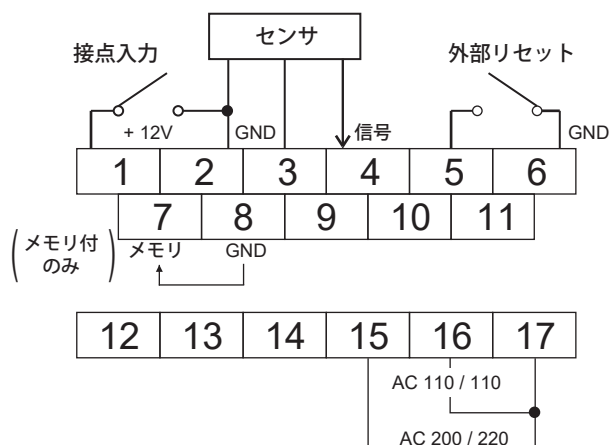 センサ
接点入力
外部リセット
+ 12V
GND
信号
GND
1 2 3 4 5 6
7 8 9 10 11
(メモリ付のみ)
メモリ
GND
12 13 14 15 16 17
AC 110 / 110
AC 200 / 220